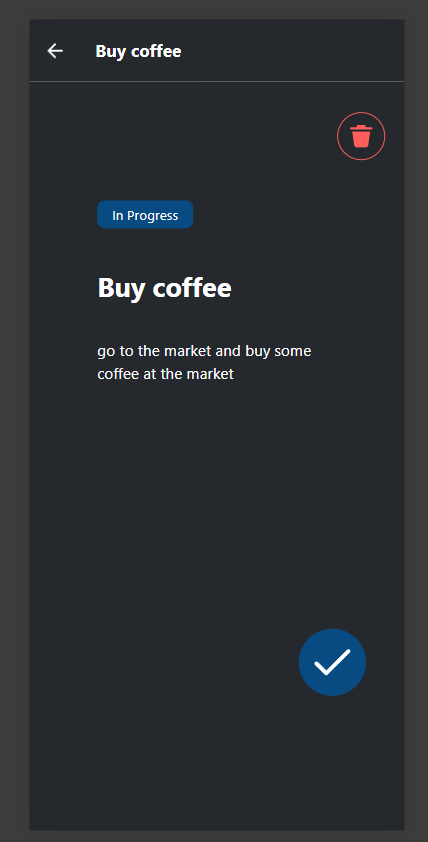 Buy coffee
In Progress
Buy coffee
go to the market and buy some
coffee at the market